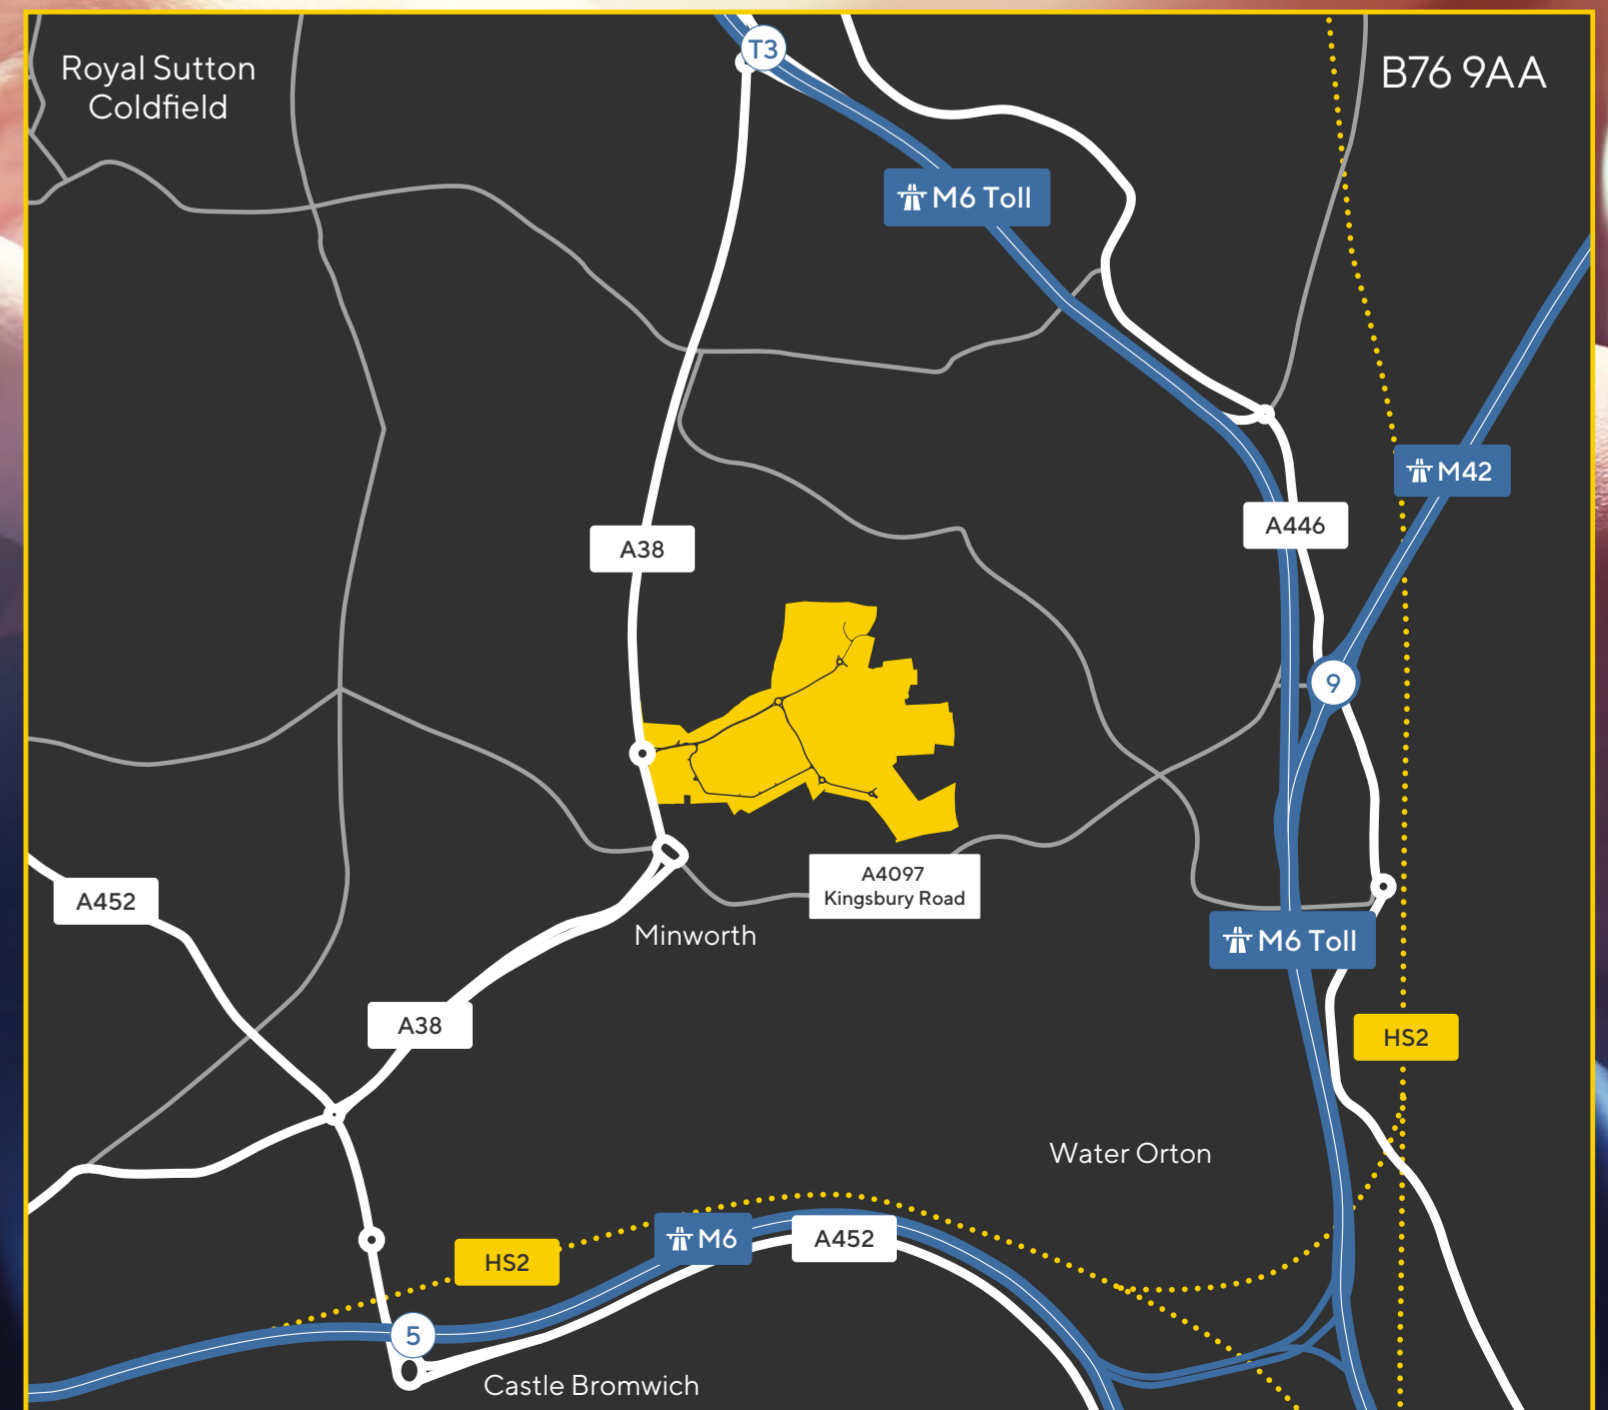 T3
Royal Sutton
Coldfield
B76 9AA
M6 Toll
M42
A446
A38
9
A4097
Kingsbury Road
A452
Minworth
M6 Toll
A38
HS2
Water Orton
M6
A452
HS2
5
Castle Bromwich